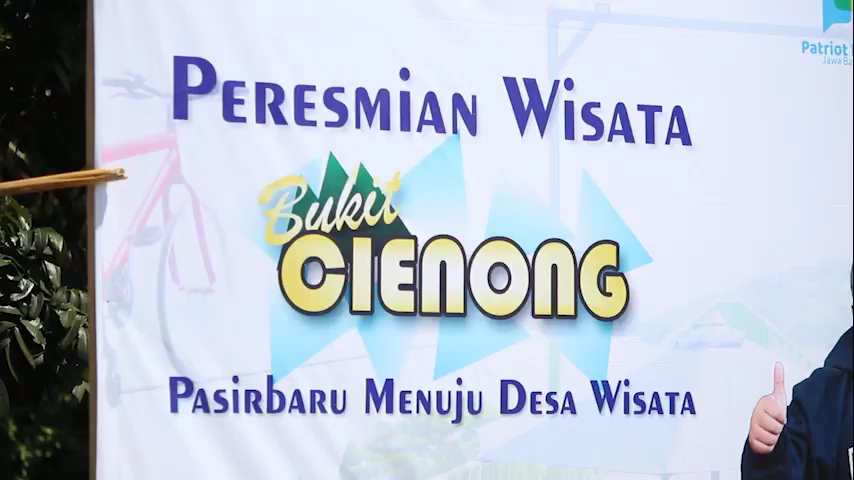 Patriot
Jawa Ba
PERESMIAN WISATA
Bukit
CIENONG
PASIRBARU MENUJU DESA WISATA